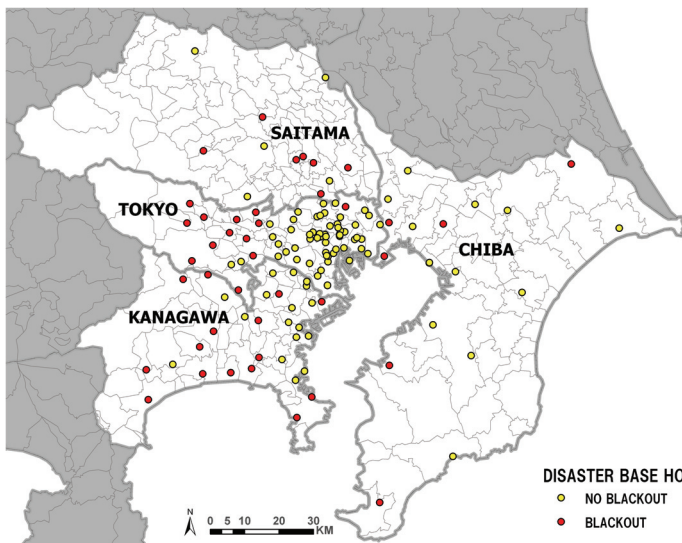 SAITAMA
TOKYO
CHIBA
KANAGAWA
DISASTER BASE HO
NO BLACKOUT
BLACKOUT
N
0 5 10 20 30
KM